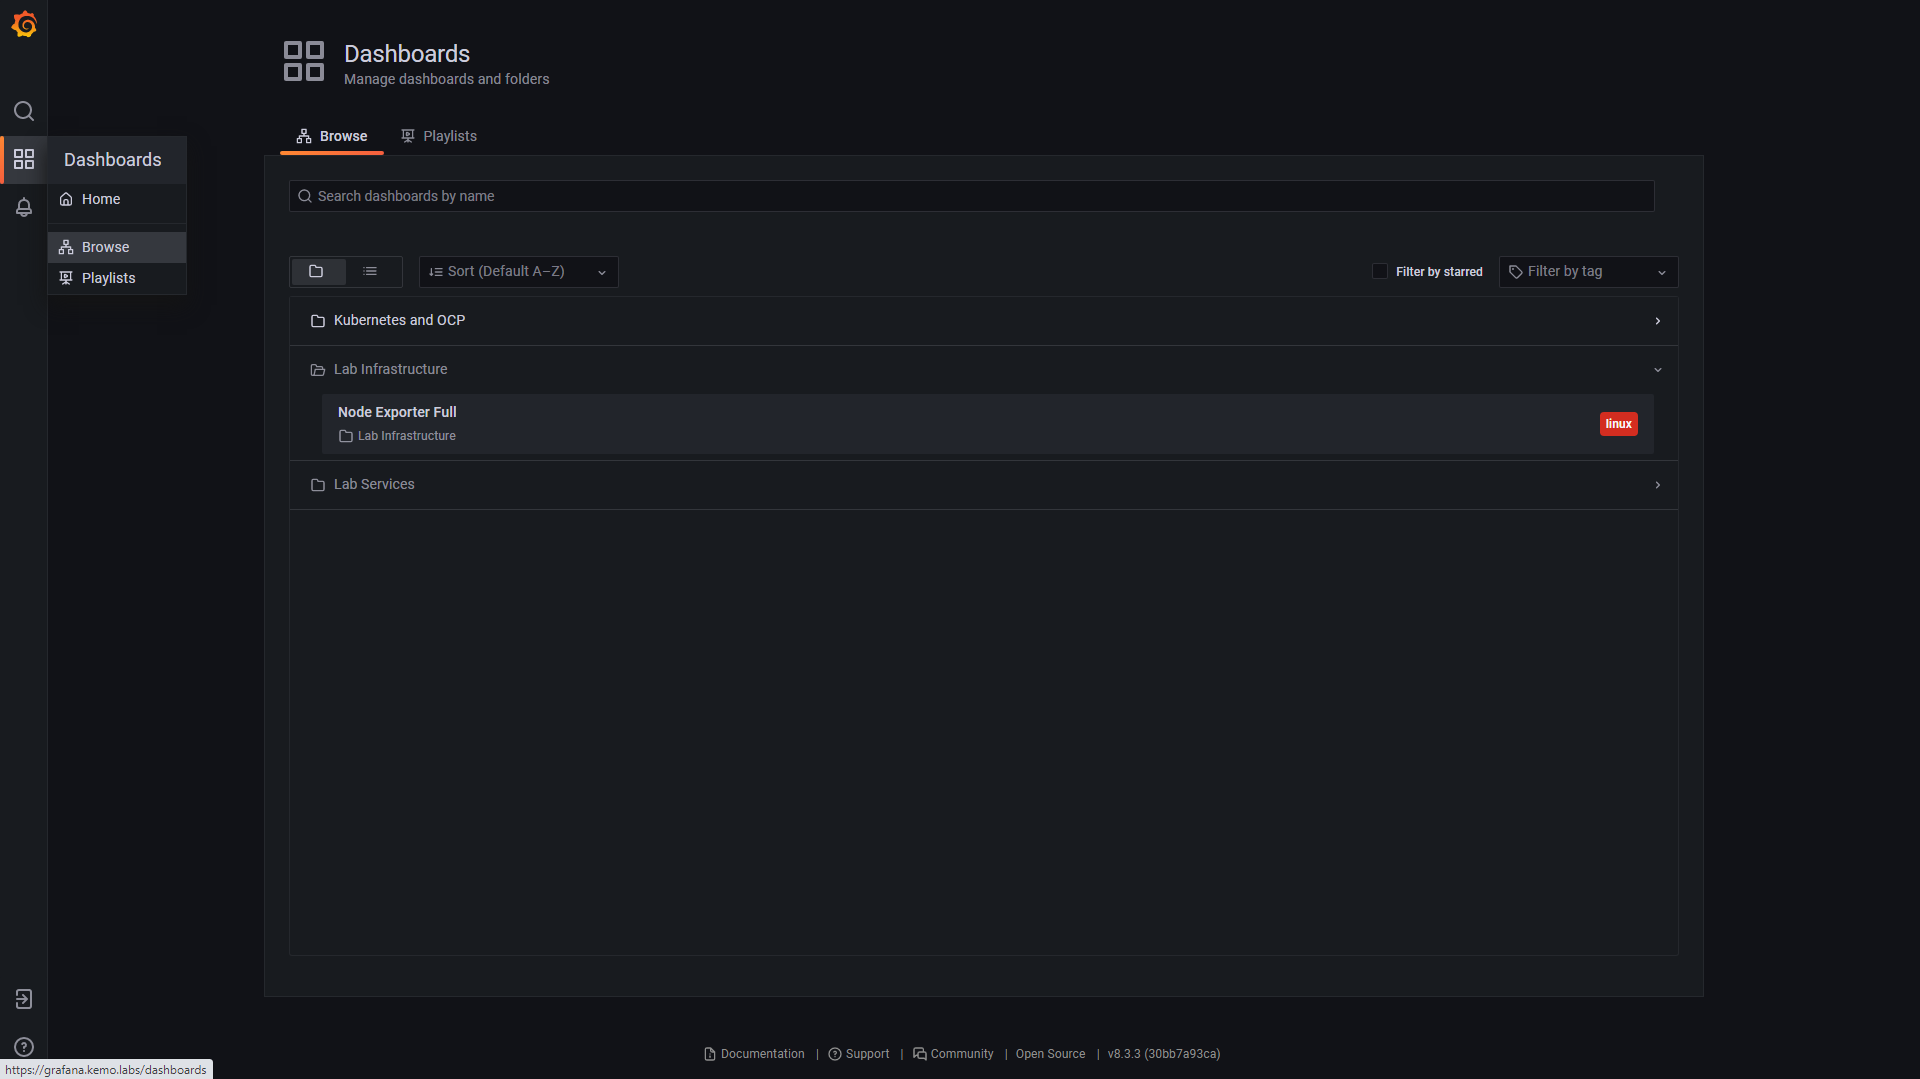 Dashboards
Manage dashboards and folders
Browse
Playlists
Dashboards
Home
Browse
Playlists
Search dashboards by name
Sort (Default A–Z)
Filter by starred
Filter by tag
Kubernetes and OCP
Lab Infrastructure
Node Exporter Full
Lab Infrastructure
linux
Lab Services
Documentation | Support | Community | Open Source | v8.3.3 (30bb7a93ca)
https://grafana.kemo.labs/dashboards